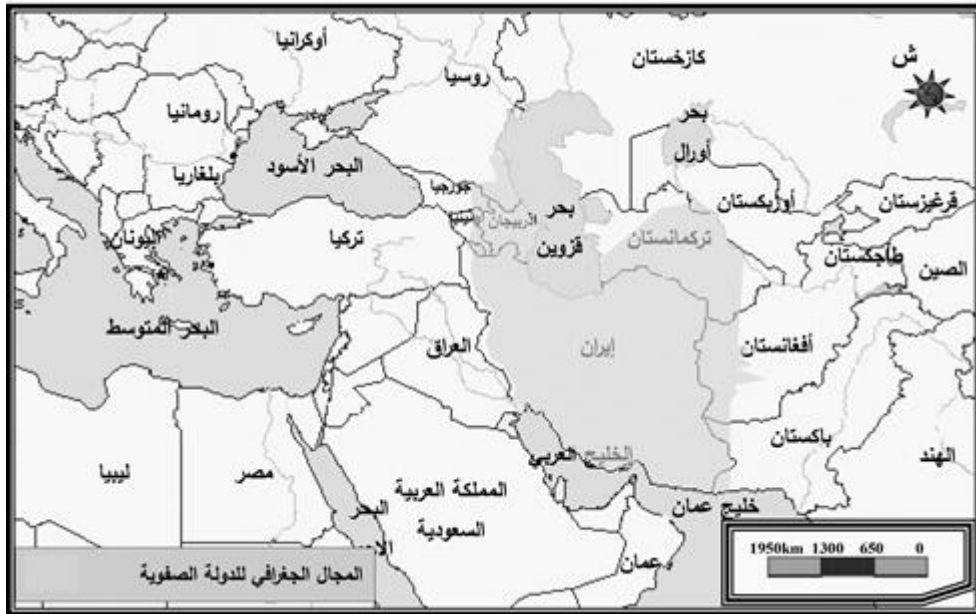 أوكرانيا
روسيا
كازخستان
ش
رومانيا
بحر
أورال
بلغاريا
البحر الأسود
جورجيا
بحر
قزوين
أذربيجان
أوزبكستان
قرغيزستان
اليونان
تركيا
تركمانستان
طاجكستان
الصين
البحر المتوسط
العراق
إيران
أفغانستان
باكستان
الهند
ليبيا
مصر
الخليج العربي
المملكة العربية
السعودية
البحر
خليج عمان
عمان
1950km 1300 650 0
المجال الجغرافي للدولة الصفوية